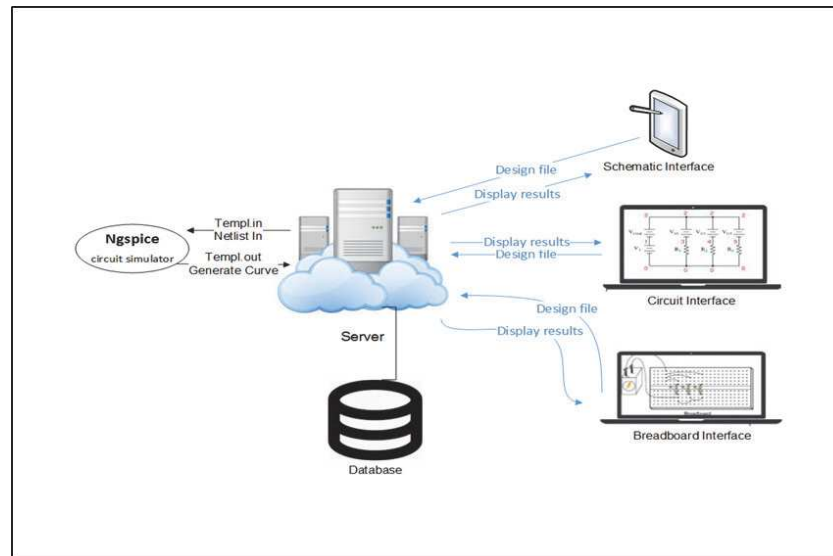 Design file
Display results
Schematic Interface
Templ.in
Netlist In
Ngspice
circuit simulator
Templ.out
Generate Curve
Display results
Design file
Circuit Interface
Server
Design file
Display results
Breadboard
Breadboard Interface
Database